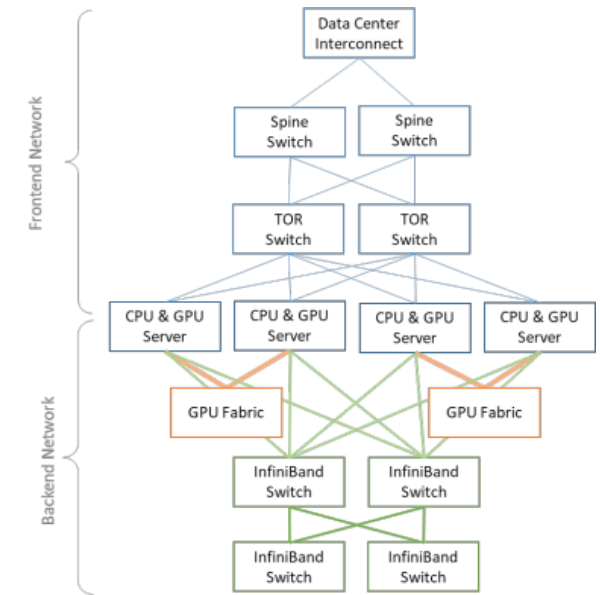 Data Center
Interconnect
Spine
Switch
Spine
Switch
Frontend Network
TOR
Switch
TOR
Switch
CPU & GPU
Server
CPU & GPU
Server
CPU & GPU
Server
CPU & GPU
Server
GPU Fabric
GPU Fabric
Backend Network
InfiniBand
Switch
InfiniBand
Switch
InfiniBand
Switch
InfiniBand
Switch